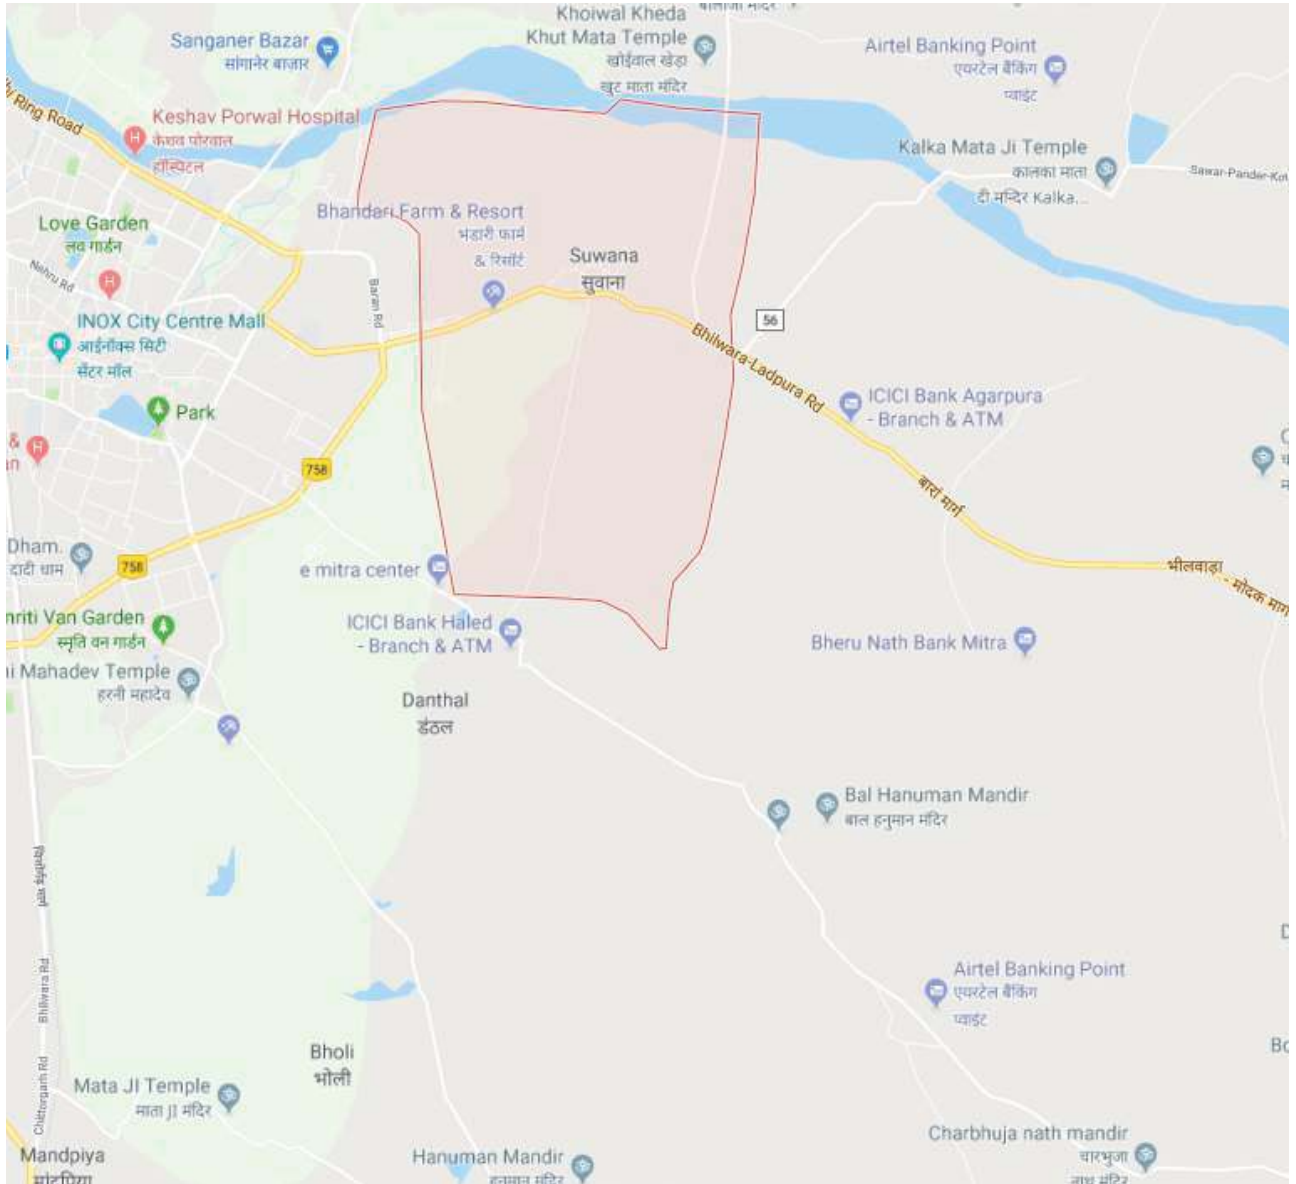 Khoiwal Kheda
Khut Mata Temple
खोईवाल खेड़ा
खुट माता मंदिर
Sanganer Bazar
सांगानेर बाज़ार
Airtel Banking Point
एयरटेल बैंकिंग
प्वाइंट
Ring Road
Keshav Porwal Hospital
केशव पोरवाल
हॉस्पिटल
Kalka Mata Ji Temple
कालका माता
दी मन्दिर Kalka...
Sawar-Pander-Kot
Love Garden
लव गार्डन
Bhandari Farm & Resort
भंडारी फार्म
& रिसॉर्ट
Suwana
सुवाना
Nehru Rd
Baran Rd
INOX City Centre Mall
आईनॉक्स सिटी
सेंटर मॉल
56
Bhilwara-Ladpura Rd
ICICI Bank Agarpura
- Branch & ATM
Park
&
758
बारां मार्ग
Dham.
दादी धाम
758
e mitra center
भीलवाड़ा
- मोदक मार्ग
ICICI Bank Haled
- Branch & ATM
nriti Van Garden
स्मृति वन गार्डन
Bheru Nath Bank Mitra
ni Mahadev Temple
हरनी महादेव
Danthal
डंठल
Bal Hanuman Mandir
बाल हनुमान मंदिर
Airtel Banking Point
एयरटेल बैंकिंग
प्वाइंट
Bhilwara Rd
Bholi
भोली
Chittorgarh Rd
Mata JI Temple
माता JI मंदिर
Charbhuja nath mandir
चारभुजा
नाथ मंदिर
Mandpiya
Hanuman Mandir
हनुमान मंदिर